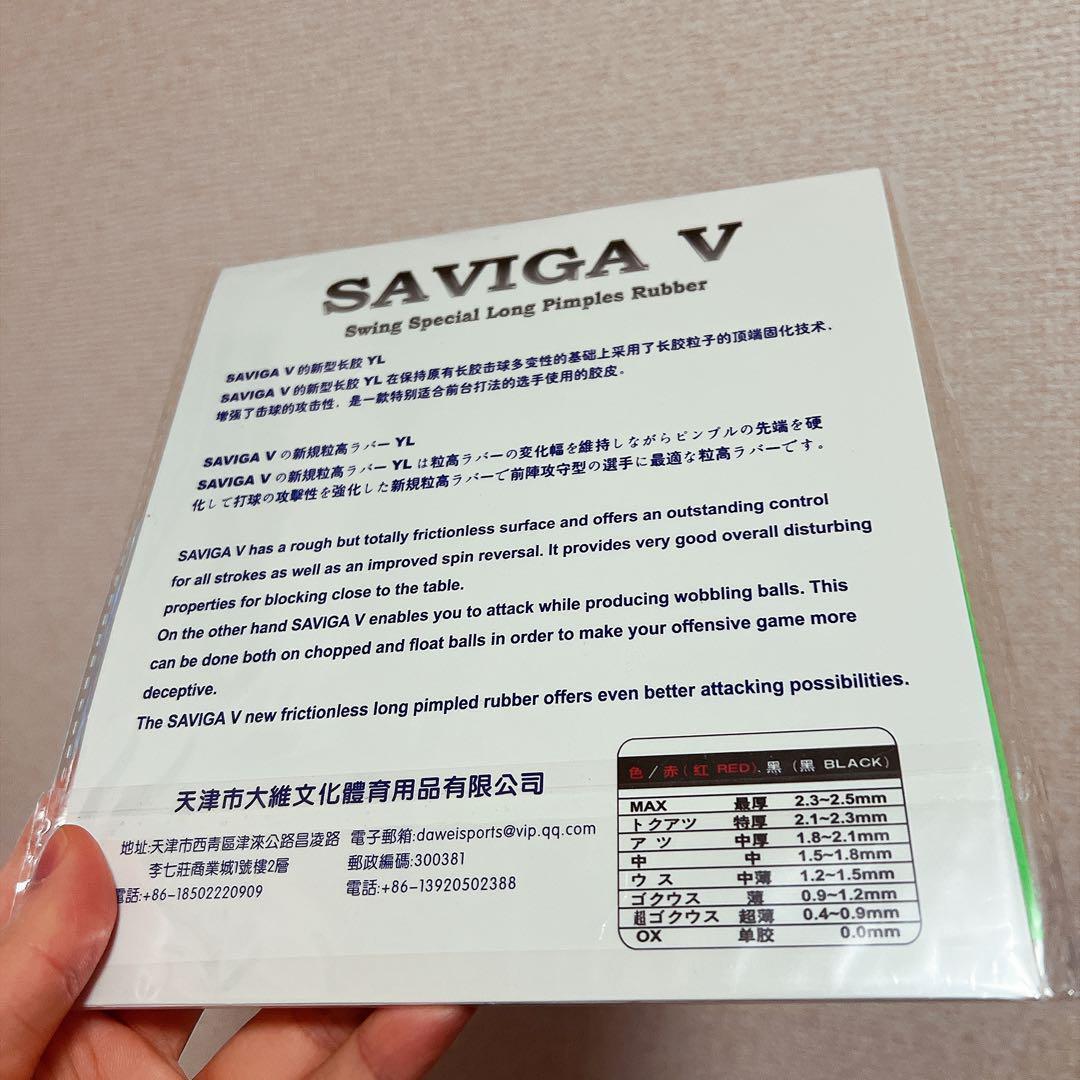 SAVIGA V
Swing Special Long Pimples Rubber
SAVIGA V 的新型长胶 YL
SAVIGA V 的新型长胶 YL 在保持原有长胶击球多变性的基础上采用了长胶粒子的顶端固化技术，
增强了击球的攻击性，是一款特别适合前台打法的选手使用的胶皮。
SAVIGA V の新規粒高ラバー YL
SAVIGA V の新規粒高ラバー YL は粒高ラバーの変化幅を維持しながらピンプルの先端を硬
化して打球の攻撃性を強化した新規粒高ラバーで前陣攻守型の選手に最適な粒高ラバーです。
SAVIGA V has a rough but totally frictionless surface and offers an outstanding control
for all strokes as well as an improved spin reversal. It provides very good overall disturbing
properties for blocking close to the table.
On the other hand SAVIGA V enables you to attack while producing wobbling balls. This
can be done both on chopped and float balls in order to make your offensive game more
deceptive.
The SAVIGA V new frictionless long pimpled rubber offers even better attacking possibilities.
天津市大維文化體育用品有限公司
地址:天津市西靑區津淶公路昌凌路 電子郵箱:daweisports@vip.qq.com
李七莊商業城1號樓2層 郵政編碼:300381
電話:+86-18502220909 電話:+86-13920502388
色/赤(红 RED)、黑 (黑 BLACK)
MAX 最厚 2.3~2.5mm
トクアツ 特厚 2.1~2.3mm
アツ 中厚 1.8~2.1mm
中 中 1.5~1.8mm
ウス 中薄 1.2~1.5mm
ゴクウス 薄 0.9~1.2mm
超ゴクウス 超薄 0.4~0.9mm
OX 单胶 0.0mm